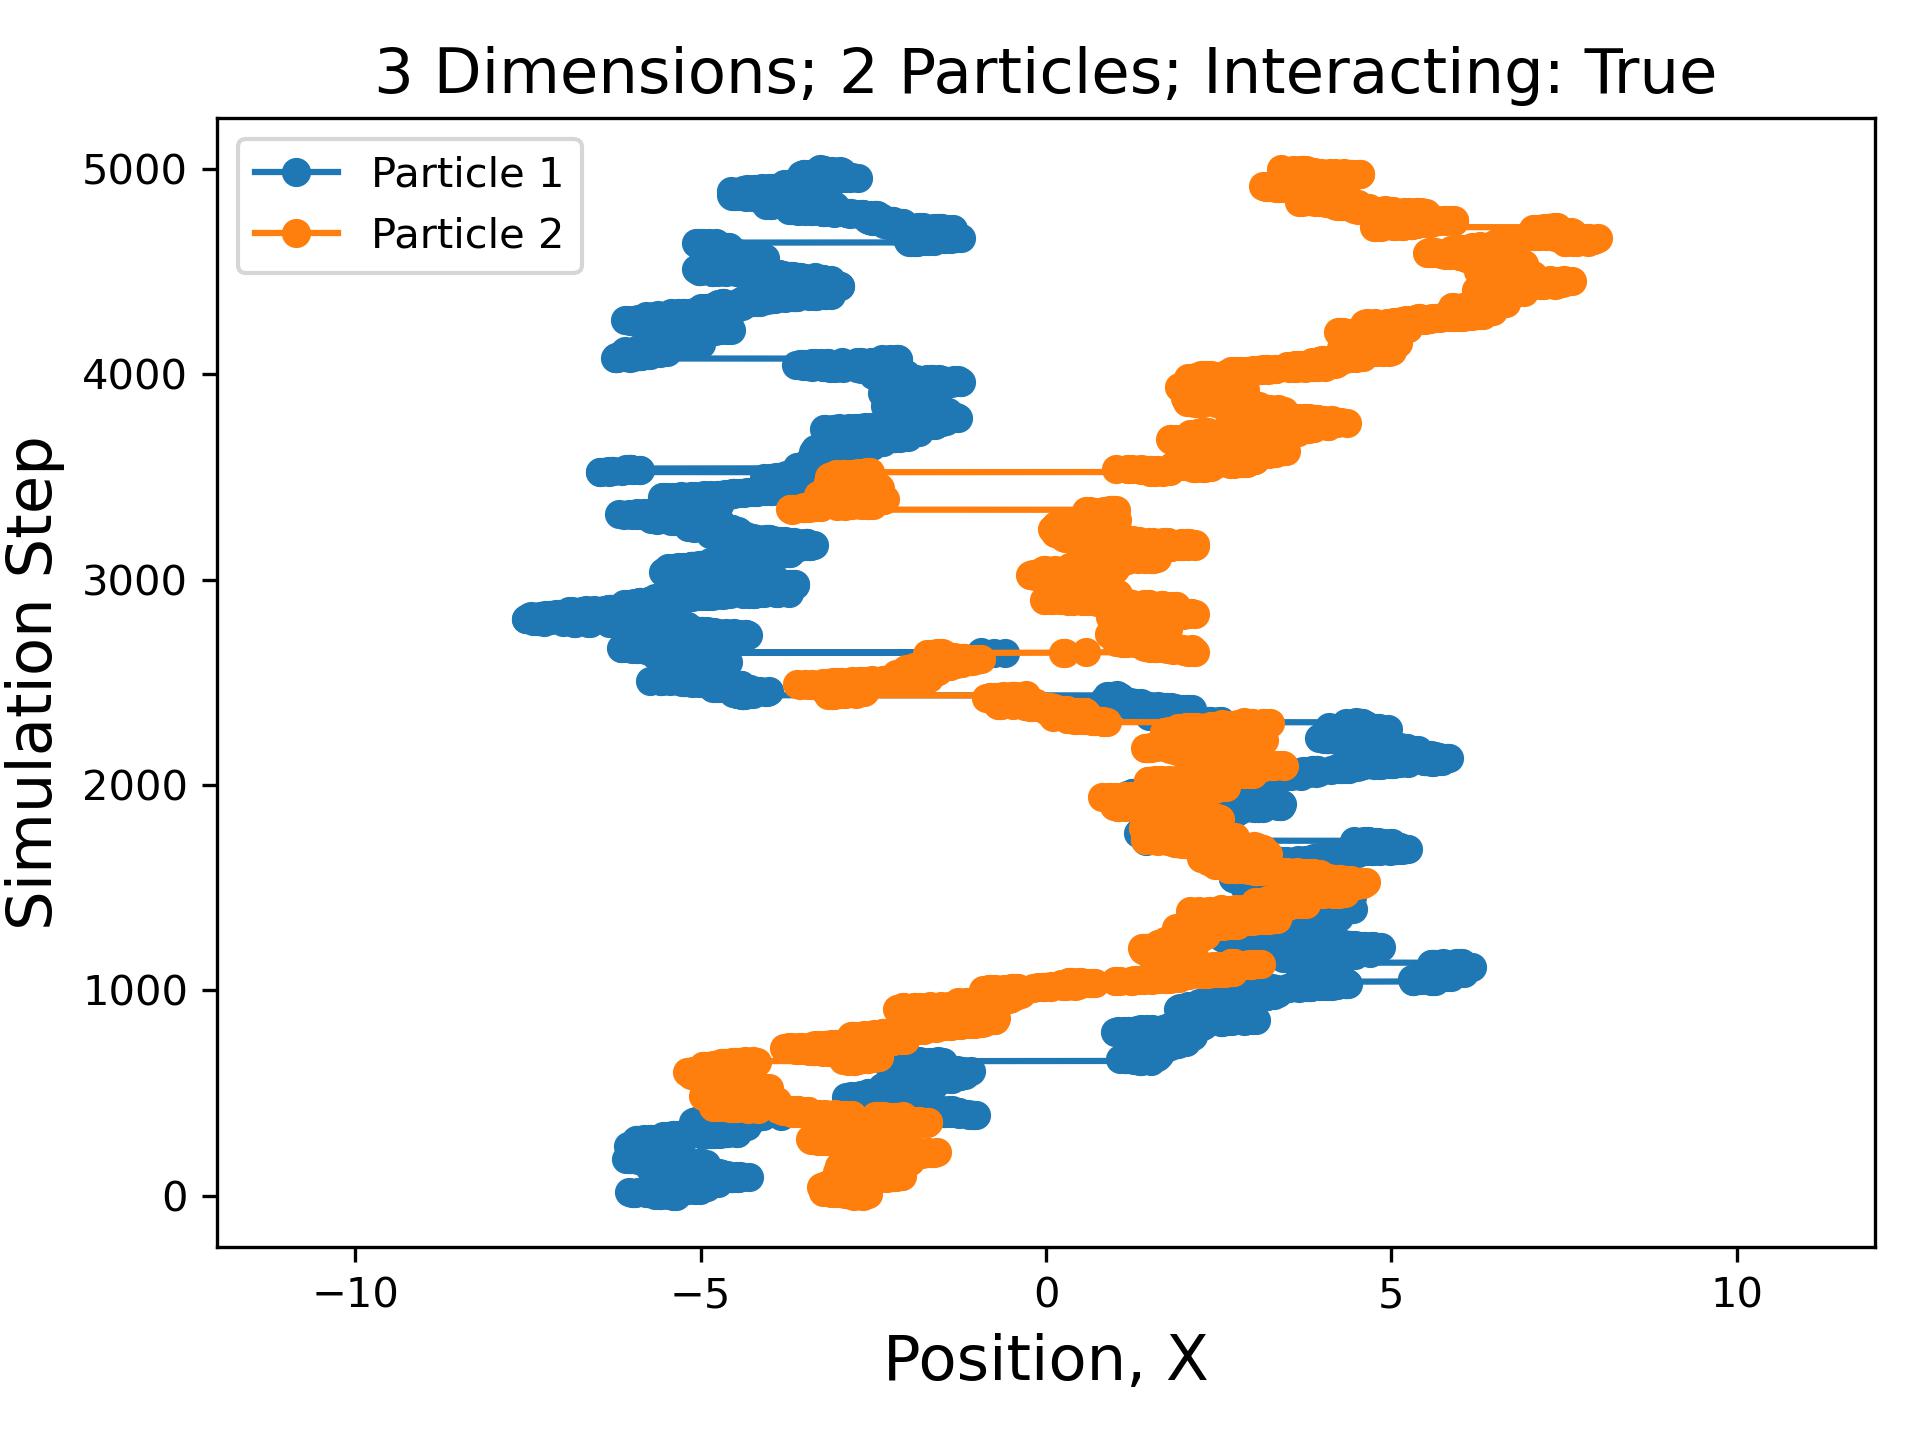 3 Dimensions; 2 Particles; Interacting: True
Particle 1
Particle 2
5000
4000
3000
2000
1000
0
Simulation Step
−10
−5
0
5
10
Position, X